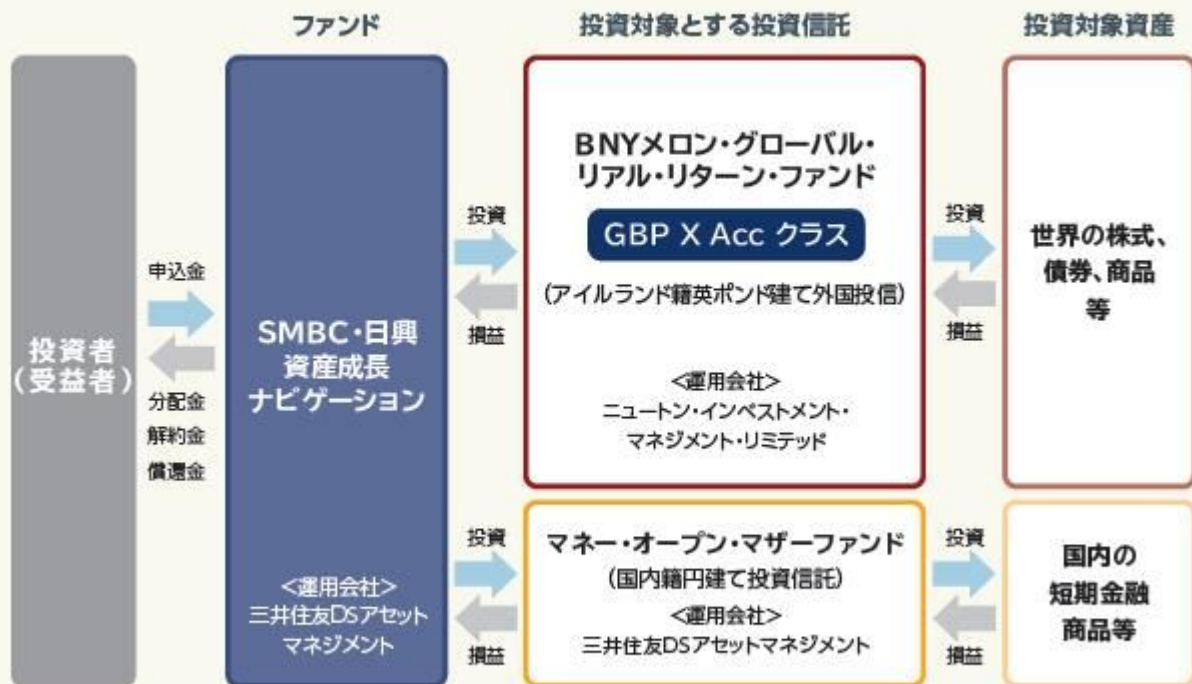 ファンド
投資対象とする投資信託
投資対象資産
投資者
(受益者)
申込金
分配金
解約金
償還金
SMBC・日興
資産成長
ナビゲーション
<運用会社>
三井住友DSアセット
マネジメント
投資
損益
BNYメロン・グローバル・
リアル・リターン・ファンド
GBP X Acc クラス
(アイルランド籍英ポンド建て外国投信)
<運用会社>
ニュートン・インベストメント・
マネジメント・リミテッド
投資
損益
世界の株式、
債券、商品
等
投資
損益
マネー・オープン・マザーファンド
(国内籍円建て投資信託)
<運用会社>
三井住友DSアセットマネジメント
投資
損益
国内の
短期金融
商品等